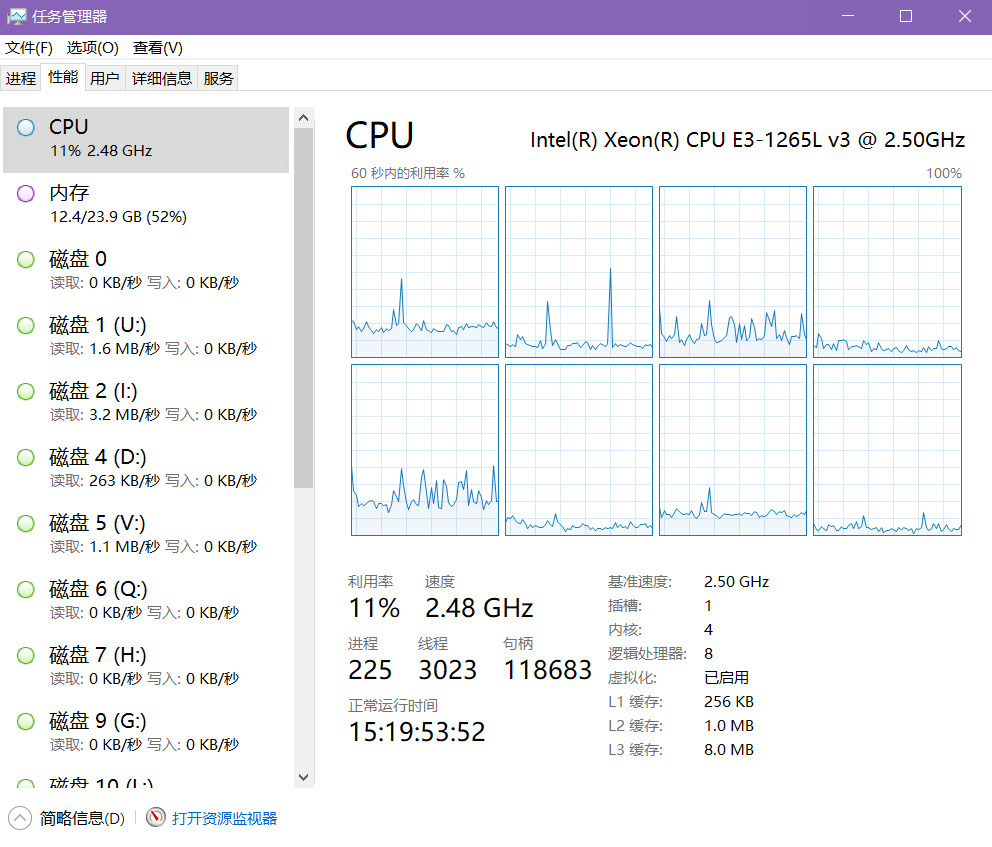 任务管理器
文件(F) 选项(O) 查看(V)
进程 性能 用户 详细信息 服务
CPU
11% 2.48 GHz
内存
12.4/23.9 GB (52%)
磁盘 0
读取: 0 KB/秒 写入: 0 KB/秒
磁盘 1 (U:)
读取: 1.6 MB/秒 写入: 0 KB/秒
磁盘 2 (I:)
读取: 3.2 MB/秒 写入: 0 KB/秒
磁盘 4 (D:)
读取: 263 KB/秒 写入: 0 KB/秒
磁盘 5 (V:)
读取: 1.1 MB/秒 写入: 0 KB/秒
磁盘 6 (Q:)
读取: 0 KB/秒 写入: 0 KB/秒
磁盘 7 (H:)
读取: 0 KB/秒 写入: 0 KB/秒
磁盘 9 (G:)
读取: 0 KB/秒 写入: 0 KB/秒
磁盘 10
CPU Intel(R) Xeon(R) CPU E3-1265L v3 @ 2.50GHz
60 秒内的利用率 % 100%
利用率 速度
11% 2.48 GHz
进程 线程 句柄
225 3023 118683
正常运行时间
15:19:53:52
基准速度: 2.50 GHz
插槽: 1
内核: 4
逻辑处理器: 8
虚拟化: 已启用
L1 缓存: 256 KB
L2 缓存: 1.0 MB
L3 缓存: 8.0 MB
简略信息(D) 打开资源监视器